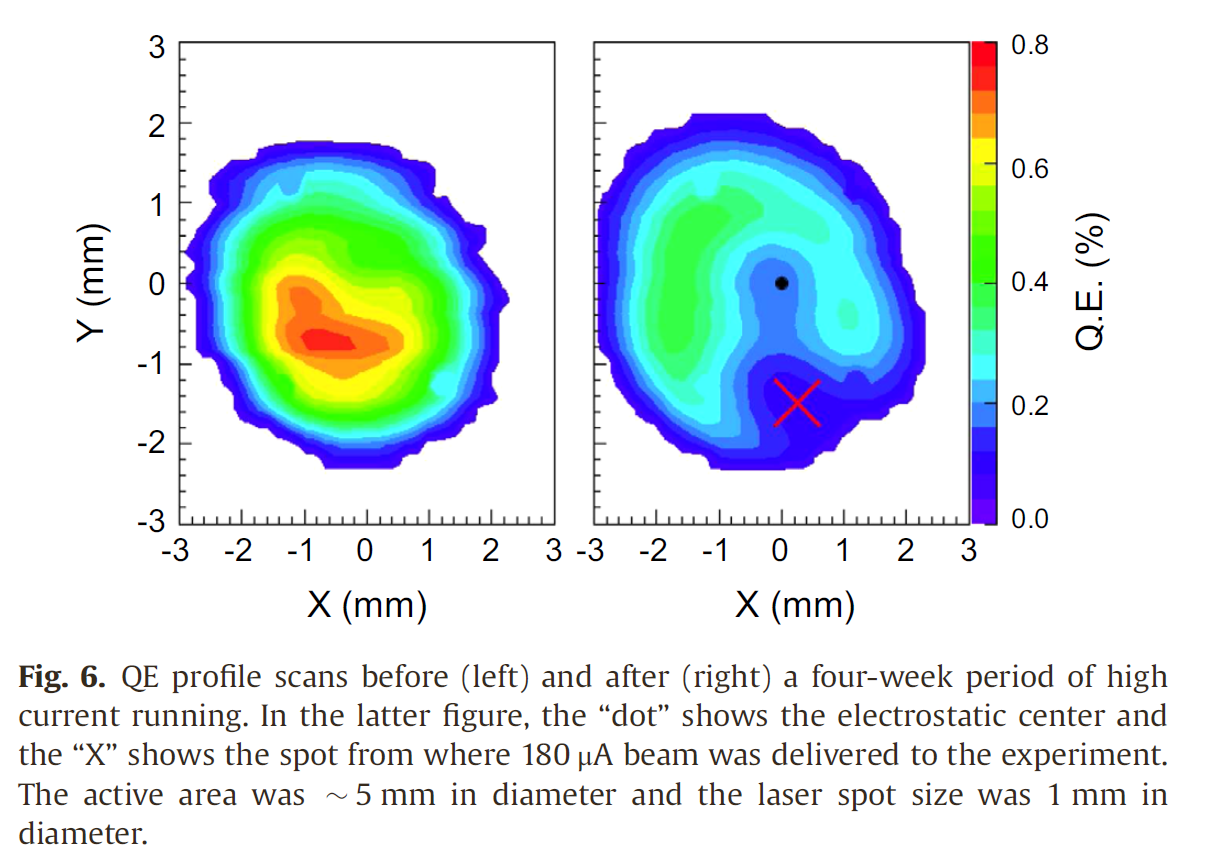 3
2
1
0
-1
-2
-3
Y (mm)
-3 -2 -1 0 1 2 3
X (mm)
-3 -2 -1 0 1 2 3
X (mm)
0.8
0.6
0.4
0.2
0.0
Q.E. (%)
Fig. 6. QE profile scans before (left) and after (right) a four-week period of high
current running. In the latter figure, the “dot” shows the electrostatic center and
the “X” shows the spot from where 180 μA beam was delivered to the experiment.
The active area was ∼ 5 mm in diameter and the laser spot size was 1 mm in
diameter.